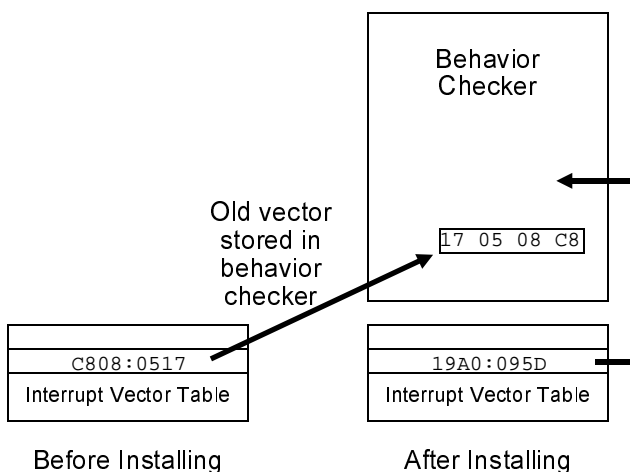 Behavior
Checker
Old vector
stored in
behavior
checker
17 05 08 C8
C808:0517
Interrupt Vector Table
19A0:095D
Interrupt Vector Table
Before Installing
After Installing